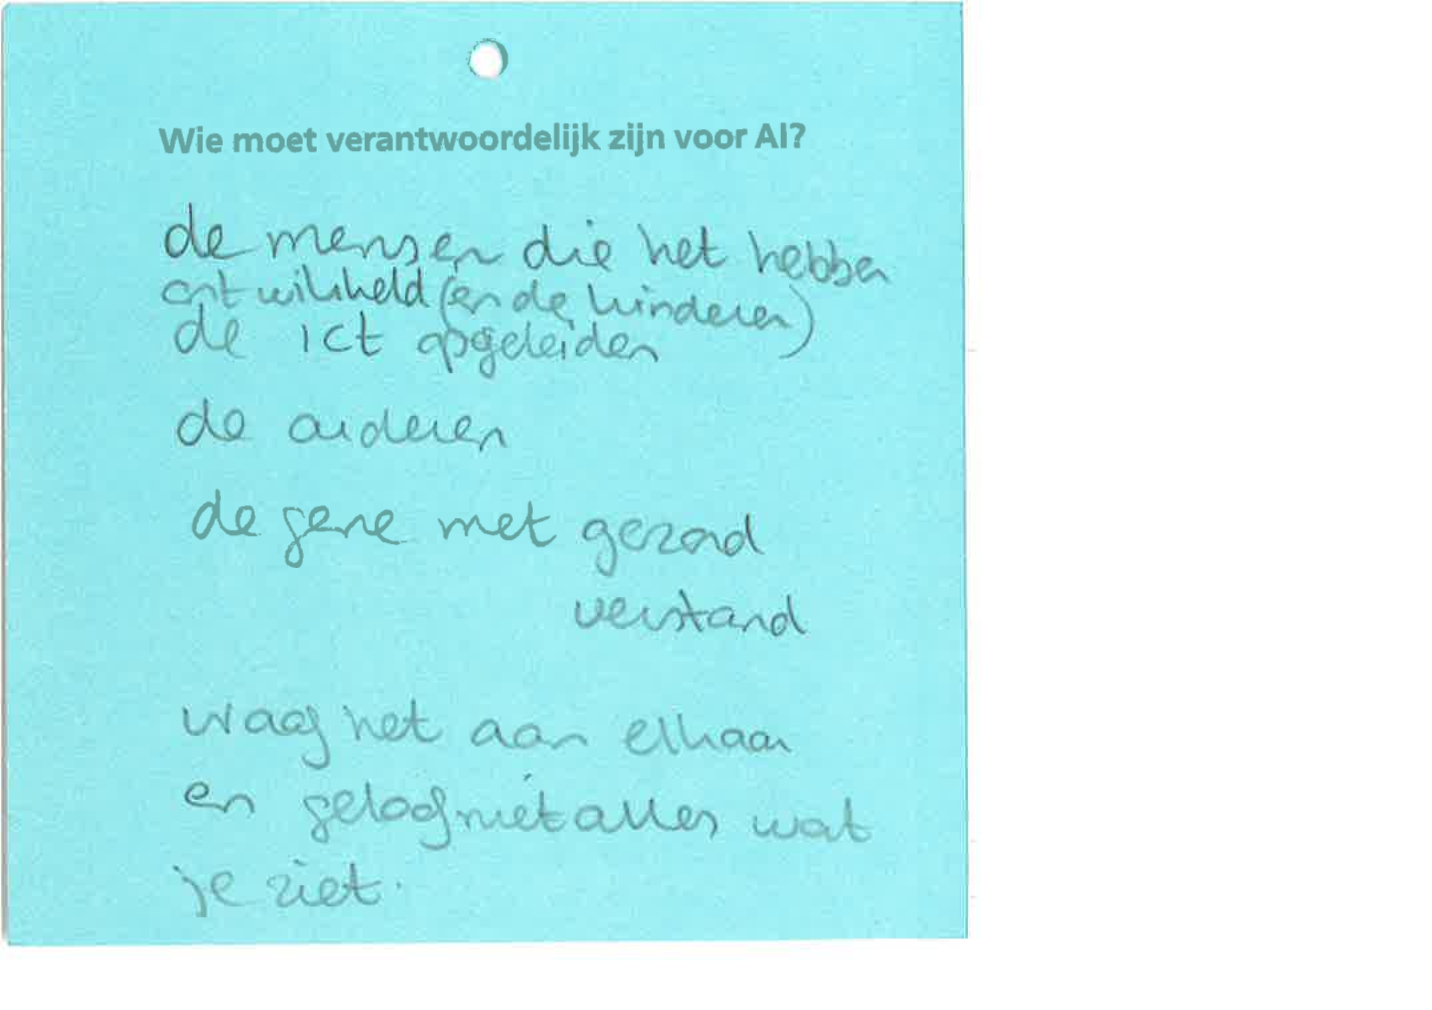 Wie moet verantwoordelijk zijn voor AI?
de mensen die het hebben
ontwikkeld (en de kinderen)
de ict opgeleiden
de anderen
de gene met gezond
verstand
vraag het aan elkaar
en geloof niet alles wat
je ziet.